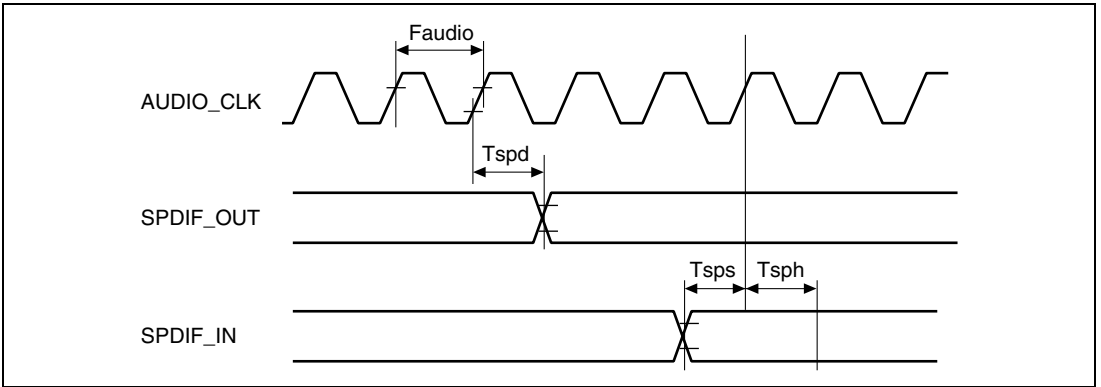 Faudio
AUDIO_CLK
Tspd
SPDIF_OUT
Tsps Tsph
SPDIF_IN